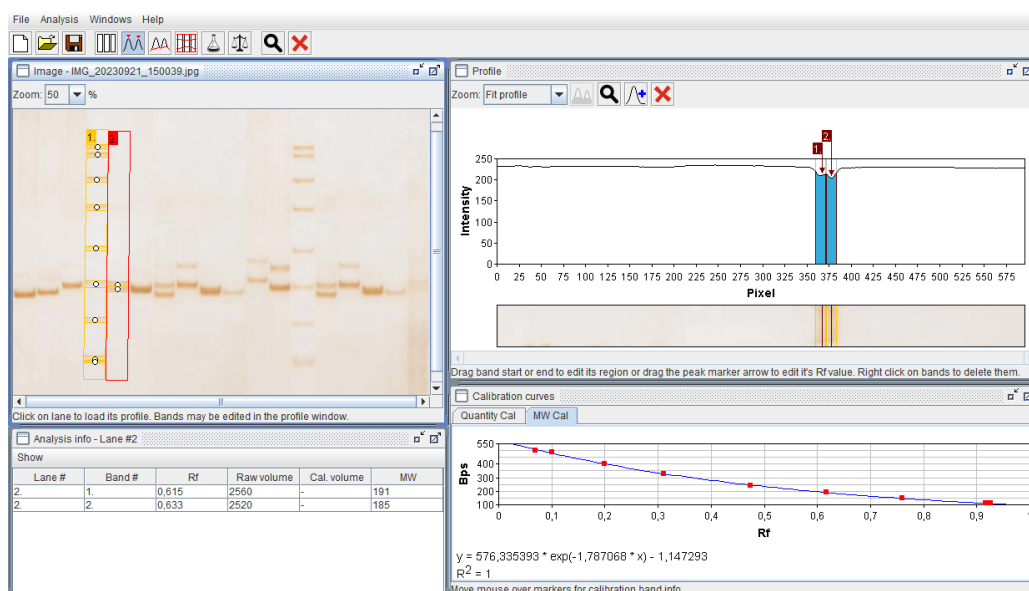 File Analysis Windows Help
Image - IMG_20230921_150039.jpg
Zoom: 50 %
1. 2.
Click on lane to load its profile. Bands may be edited in the profile window.
Analysis info - Lane #2
Show
Lane # Band # Rf Raw volume Cal. volume MW
2. 1. 0,615 2560 - 191
2. 2. 0,633 2520 - 185
Profile
Zoom: Fit profile
2.
1.
250
200
150
100
50
0
Intensity
0 25 50 75 100 125 150 175 200 225 250 275 300 325 350 375 400 425 450 475 500 525 550 575
Pixel
Drag band start or end to edit its region or drag the peak marker arrow to edit it's Rf value. Right click on bands to delete them.
Calibration curves
Quantity Cal MW Cal
550
400
300
200
100
Bps
0 0,1 0,2 0,3 0,4 0,5 0,6 0,7 0,8 0,9
Rf
y = 576,335393 * exp(-1,787068 * x) - 1,147293
R2 = 1
Move mouse over markers for calibration band info